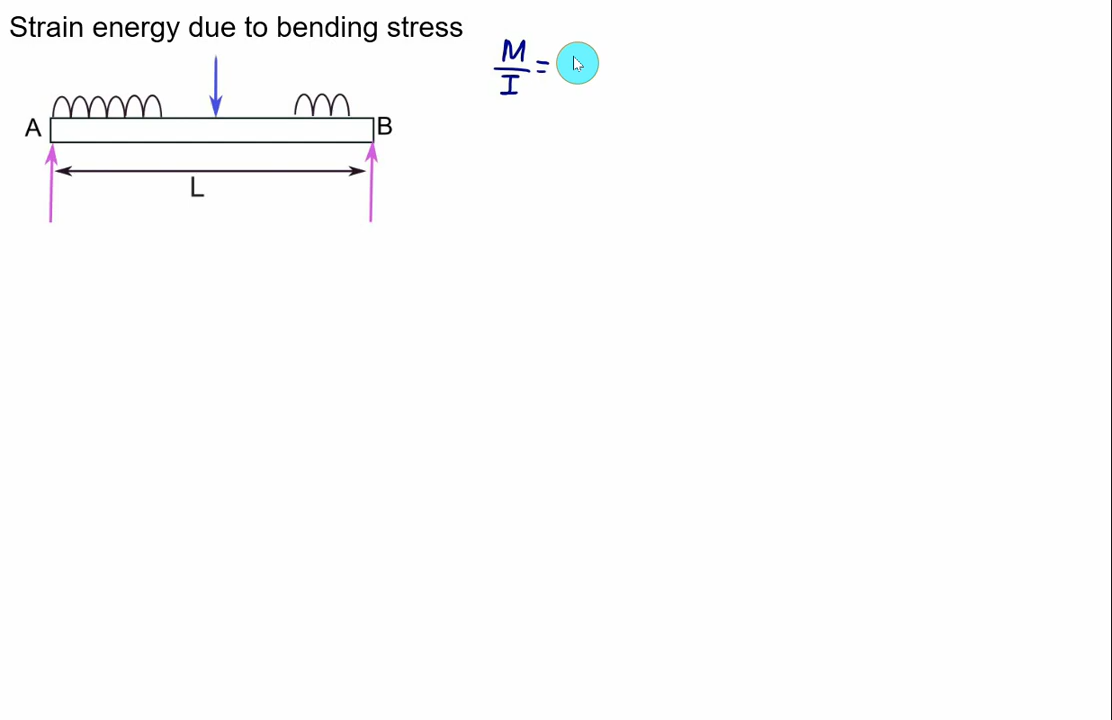 Strain energy due to bending stress
M/I =
A
B
L